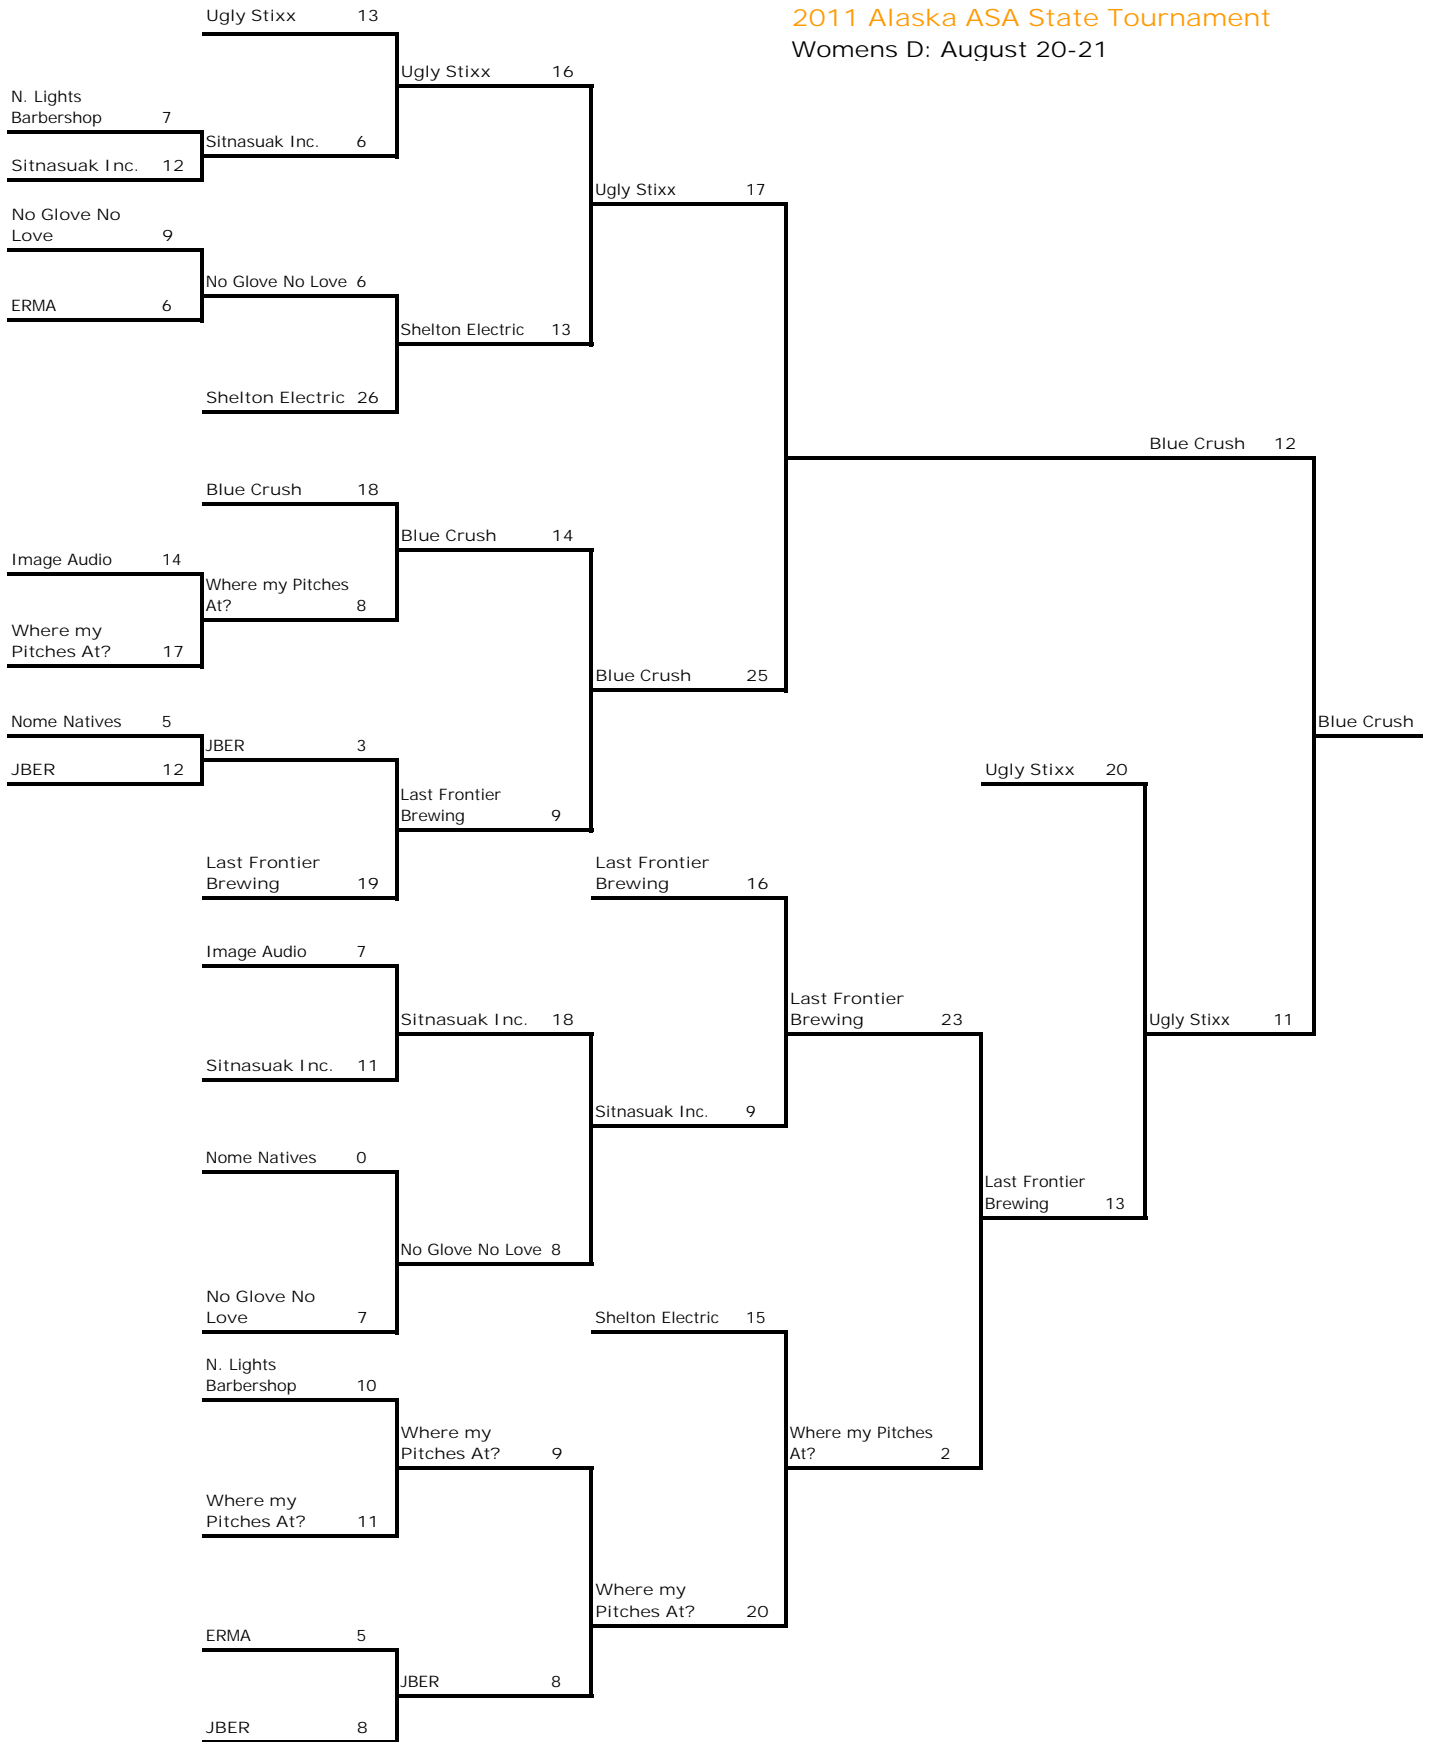 Ugly Stixx 13
2011 Alaska ASA State Tournament
Womens D: August 20-21
Ugly Stixx 16
N. Lights
Barbershop 7
Sitnasuak Inc. 6
Sitnasuak Inc. 12
Ugly Stixx 17
No Glove No
Love 9
No Glove No Love 6
ERMA 6
Shelton Electric 13
Shelton Electric 26
Blue Crush 12
Blue Crush 18
Blue Crush 14
Image Audio 14
Where my Pitches
At? 8
Where my
Pitches At? 17
Blue Crush 25
Nome Natives 5
Blue Crush
JBER 3
JBER 12
Ugly Stixx 20
Last Frontier
Brewing 9
Last Frontier
Brewing 19
Last Frontier
Brewing 16
Image Audio 7
Last Frontier
Brewing 23
Sitnasuak Inc. 18
Ugly Stixx 11
Sitnasuak Inc. 11
Sitnasuak Inc. 9
Nome Natives 0
Last Frontier
Brewing 13
No Glove No Love 8
No Glove No
Love 7
Shelton Electric 15
N. Lights
Barbershop 10
Where my
Pitches At? 9
Where my Pitches
At? 2
Where my
Pitches At? 11
Where my
Pitches At? 20
ERMA 5
JBER 8
JBER 8